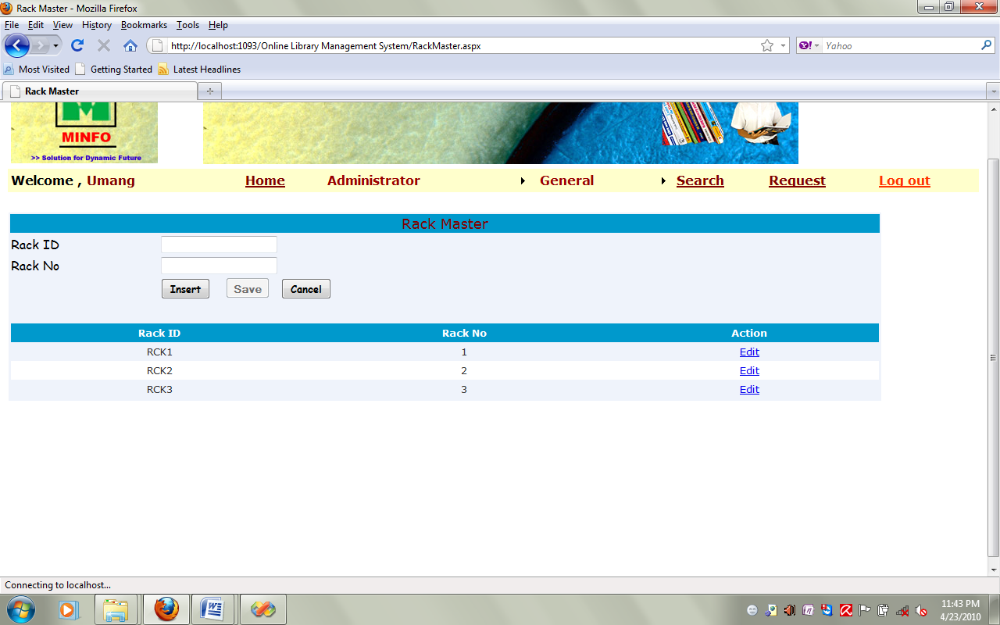 Rack Master - Mozilla Firefox
File Edit View History Bookmarks Tools Help
http://localhost:1093/Online Library Management System/RackMaster.aspx
Y! Yahoo
Most Visited Getting Started Latest Headlines
Rack Master
MINFO
>> Solution for Dynamic Future
Welcome , Umang Home Administrator General Search Request Log out
Rack Master
Rack ID
Rack No
Insert Save Cancel
Rack ID Rack No Action
RCK1 1 Edit
RCK2 2 Edit
RCK3 3 Edit
Connecting to localhost...
11:43 PM
4/23/2010